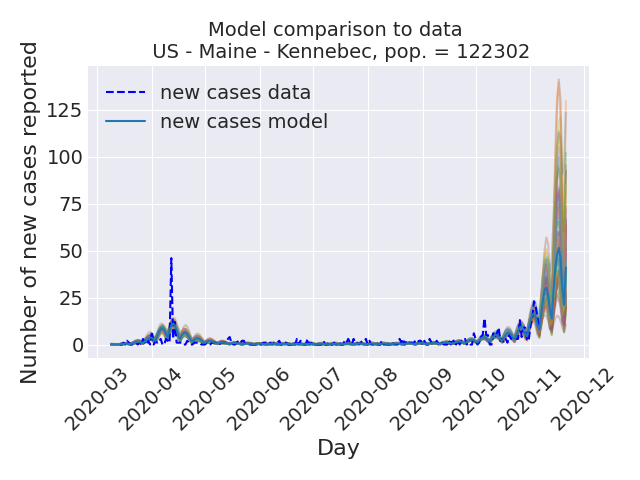 Model comparison to data
US - Maine - Kennebec, pop. = 122302
Number of new cases reported
125
100
75
50
25
0
new cases data
new cases model
2020-03
2020-04
2020-05
2020-06
2020-07
2020-08
2020-09
2020-10
2020-11
2020-12
Day